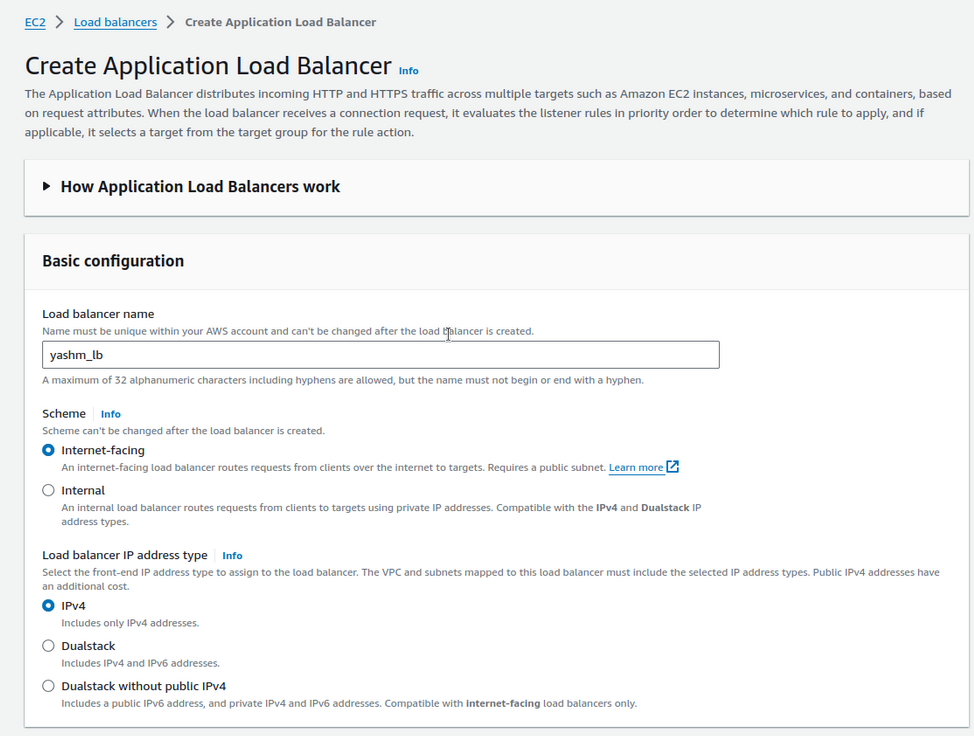 EC2 > Load balancers > Create Application Load Balancer
Create Application Load Balancer Info
The Application Load Balancer distributes incoming HTTP and HTTPS traffic across multiple targets such as Amazon EC2 instances, microservices, and containers, based
on request attributes. When the load balancer receives a connection request, it evaluates the listener rules in priority order to determine which rule to apply, and if
applicable, it selects a target from the target group for the rule action.
How Application Load Balancers work
Basic configuration
Load balancer name
Name must be unique within your AWS account and can't be changed after the load balancer is created.
yashm_lb
A maximum of 32 alphanumeric characters including hyphens are allowed, but the name must not begin or end with a hyphen.
Scheme Info
Scheme can't be changed after the load balancer is created.
Internet-facing
An internet-facing load balancer routes requests from clients over the internet to targets. Requires a public subnet. Learn more
Internal
An internal load balancer routes requests from clients to targets using private IP addresses. Compatible with the IPv4 and Dualstack IP
address types.
Load balancer IP address type Info
Select the front-end IP address type to assign to the load balancer. The VPC and subnets mapped to this load balancer must include the selected IP address types. Public IPv4 addresses have
an additional cost.
IPv4
Includes only IPv4 addresses.
Dualstack
Includes IPv4 and IPv6 addresses.
Dualstack without public IPv4
Includes a public IPv6 address, and private IPv4 and IPv6 addresses. Compatible with internet-facing load balancers only.